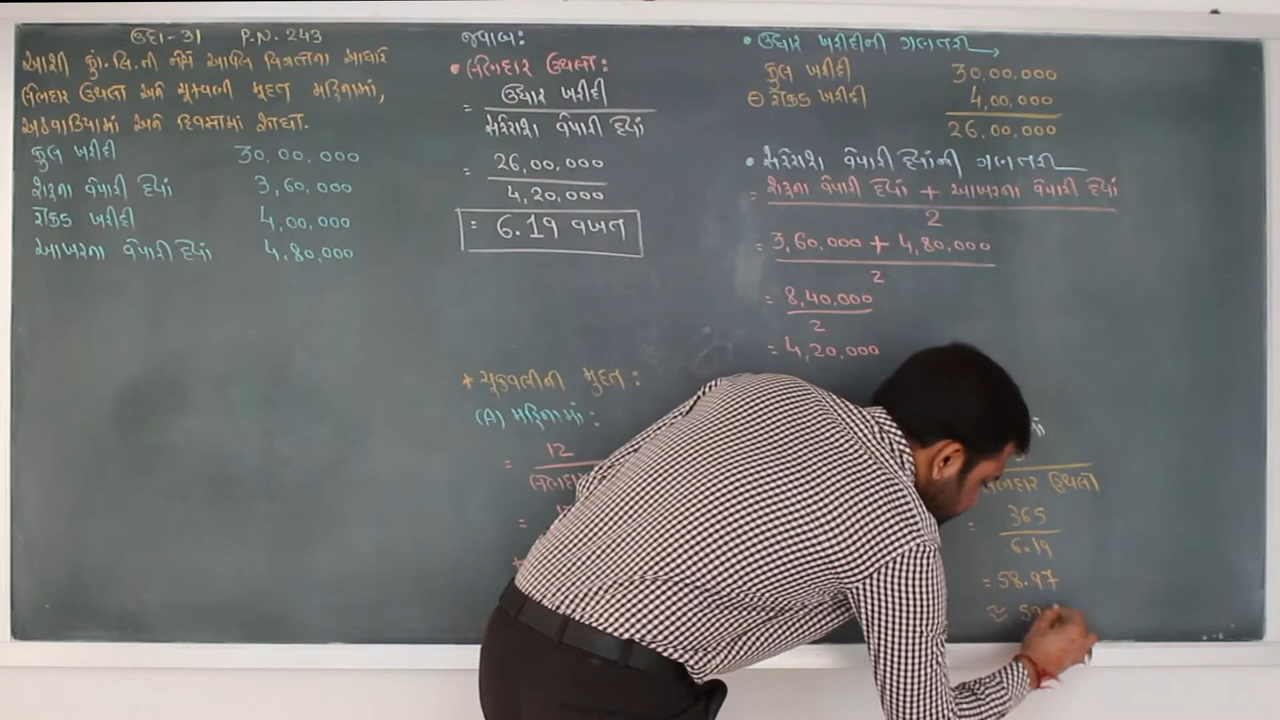 ઉદા-31 P.N. 243
આશી કાં.લિ.ની નીચે આપેલ વિગતોના આધારે
લેણદાર ઉથલો અને ચૂકવણી મુદત મહિનામાં,
અઠવાડિયામાં અને દિવસમાં શોધો.
કુલ ખરીદી 30,00,000
શરૂના વેપારી દેવાં 3,60,000
રોકડ ખરીદી 4,00,000
આખરના વેપારી દેવાં 4,80,000
જવાબ:
• લેણદાર ઉથલો:
= ઉધાર ખરીદી
સરેરાશ વેપારી દેવાં
= 26,00,000
4,20,000
= 6.19 વખત
• ઉધાર ખરીદીની ગણતરી
કુલ ખરીદી 30,00,000
⊖ રોકડ ખરીદી 4,00,000
26,00,000
• સરેરાશ વેપારી દેવાંની ગણતરી
= શરૂના વેપારી દેવાં + આખરના વેપારી દેવાં
2
= 3,60,000 + 4,80,000
2
= 8,40,000
2
= 4,20,000
* ચૂકવણીની મુદત:
(A) મહિનામાં:
= 12
=
લેણદાર ઉથલો
= 365
6.19
= 58.97
≈